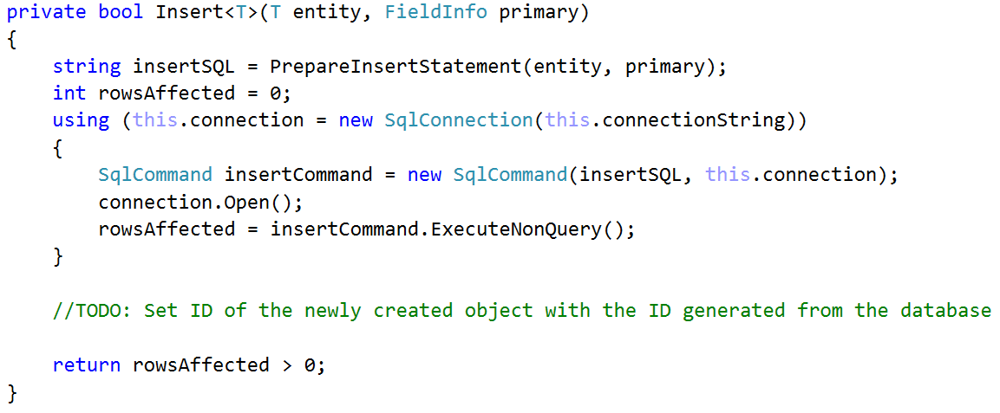 private bool Insert<T>(T entity, FieldInfo primary)
{
    string insertSQL = PrepareInsertStatement(entity, primary);
    int rowsAffected = 0;
    using (this.connection = new SqlConnection(this.connectionString))
    {
        SqlCommand insertCommand = new SqlCommand(insertSQL, this.connection);
        connection.Open();
        rowsAffected = insertCommand.ExecuteNonQuery();
    }

    //TODO: Set ID of the newly created object with the ID generated from the database

    return rowsAffected > 0;
}